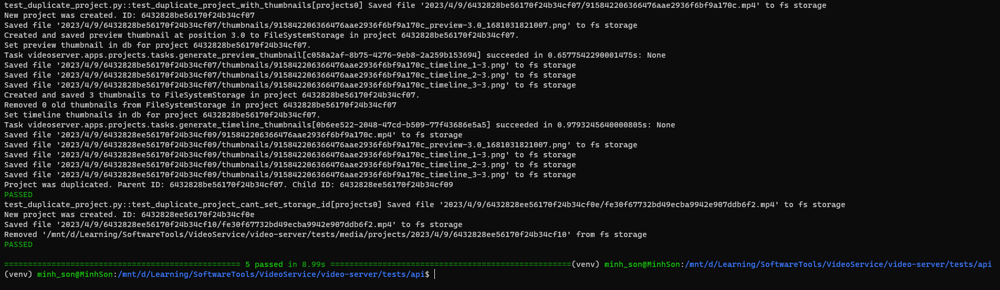 test_duplicate_project.py::test_duplicate_project_with_thumbnails[projects0] Saved file '2023/4/9/6432828be56170f24b34cf07/915842206366476aae2936f6bf9a170c.mp4' to fs storage
New project was created. ID: 6432828be56170f24b34cf07
Saved file '2023/4/9/6432828be56170f24b34cf07/thumbnails/915842206366476aae2936f6bf9a170c_preview-3.0_1681031821007.png' to fs storage
Created and saved preview thumbnail at position 3.0 to FileSystemStorage in project 6432828be56170f24b34cf07.
Set preview thumbnail in db for project 6432828be56170f24b34cf07.
Task videoserver.apps.projects.tasks.generate_preview_thumbnail[c058a2af-8b75-4276-9eb8-2a259b153694] succeeded in 0.6577542290001475s: None
Saved file '2023/4/9/6432828be56170f24b34cf07/thumbnails/915842206366476aae2936f6bf9a170c_timeline_1-3.png' to fs storage
Saved file '2023/4/9/6432828be56170f24b34cf07/thumbnails/915842206366476aae2936f6bf9a170c_timeline_2-3.png' to fs storage
Saved file '2023/4/9/6432828be56170f24b34cf07/thumbnails/915842206366476aae2936f6bf9a170c_timeline_3-3.png' to fs storage
Created and saved 3 thumbnails to FileSystemStorage in project 6432828be56170f24b34cf07.
Removed 0 old thumbnails from FileSystemStorage in project 6432828be56170f24b34cf07
Set timeline thumbnails in db for project 6432828be56170f24b34cf07.
Task videoserver.apps.projects.tasks.generate_timeline_thumbnails[0b6ee522-2048-47cd-b509-77f43686e5a5] succeeded in 0.9793245640000805s: None
Saved file '2023/4/9/6432828ee56170f24b34cf09/915842206366476aae2936f6bf9a170c.mp4' to fs storage
Saved file '2023/4/9/6432828ee56170f24b34cf09/thumbnails/915842206366476aae2936f6bf9a170c_preview-3.0_1681031821007.png' to fs storage
Saved file '2023/4/9/6432828ee56170f24b34cf09/thumbnails/915842206366476aae2936f6bf9a170c_timeline_1-3.png' to fs storage
Saved file '2023/4/9/6432828ee56170f24b34cf09/thumbnails/915842206366476aae2936f6bf9a170c_timeline_2-3.png' to fs storage
Saved file '2023/4/9/6432828ee56170f24b34cf09/thumbnails/915842206366476aae2936f6bf9a170c_timeline_3-3.png' to fs storage
Project was duplicated. Parent ID: 6432828be56170f24b34cf07. Child ID: 6432828ee56170f24b34cf09
PASSED
test_duplicate_project.py::test_duplicate_project_cant_set_storage_id[projects0] Saved file '2023/4/9/6432828ee56170f24b34cf0e/fe30f67732bd49ecba9942e907ddb6f2.mp4' to fs storage
New project was created. ID: 6432828ee56170f24b34cf0e
Saved file '2023/4/9/6432828ee56170f24b34cf10/fe30f67732bd49ecba9942e907ddb6f2.mp4' to fs storage
Removed '/mnt/d/Learning/SoftwareTools/VideoService/video-server/tests/media/projects/2023/4/9/6432828ee56170f24b34cf10' from fs storage
PASSED
================================================== 5 passed in 8.99s ===================================================(venv) minh_son@MinhSon:/mnt/d/Learning/SoftwareTools/VideoService/video-server/tests/api
(venv) minh_son@MinhSon:/mnt/d/Learning/SoftwareTools/VideoService/video-server/tests/api$